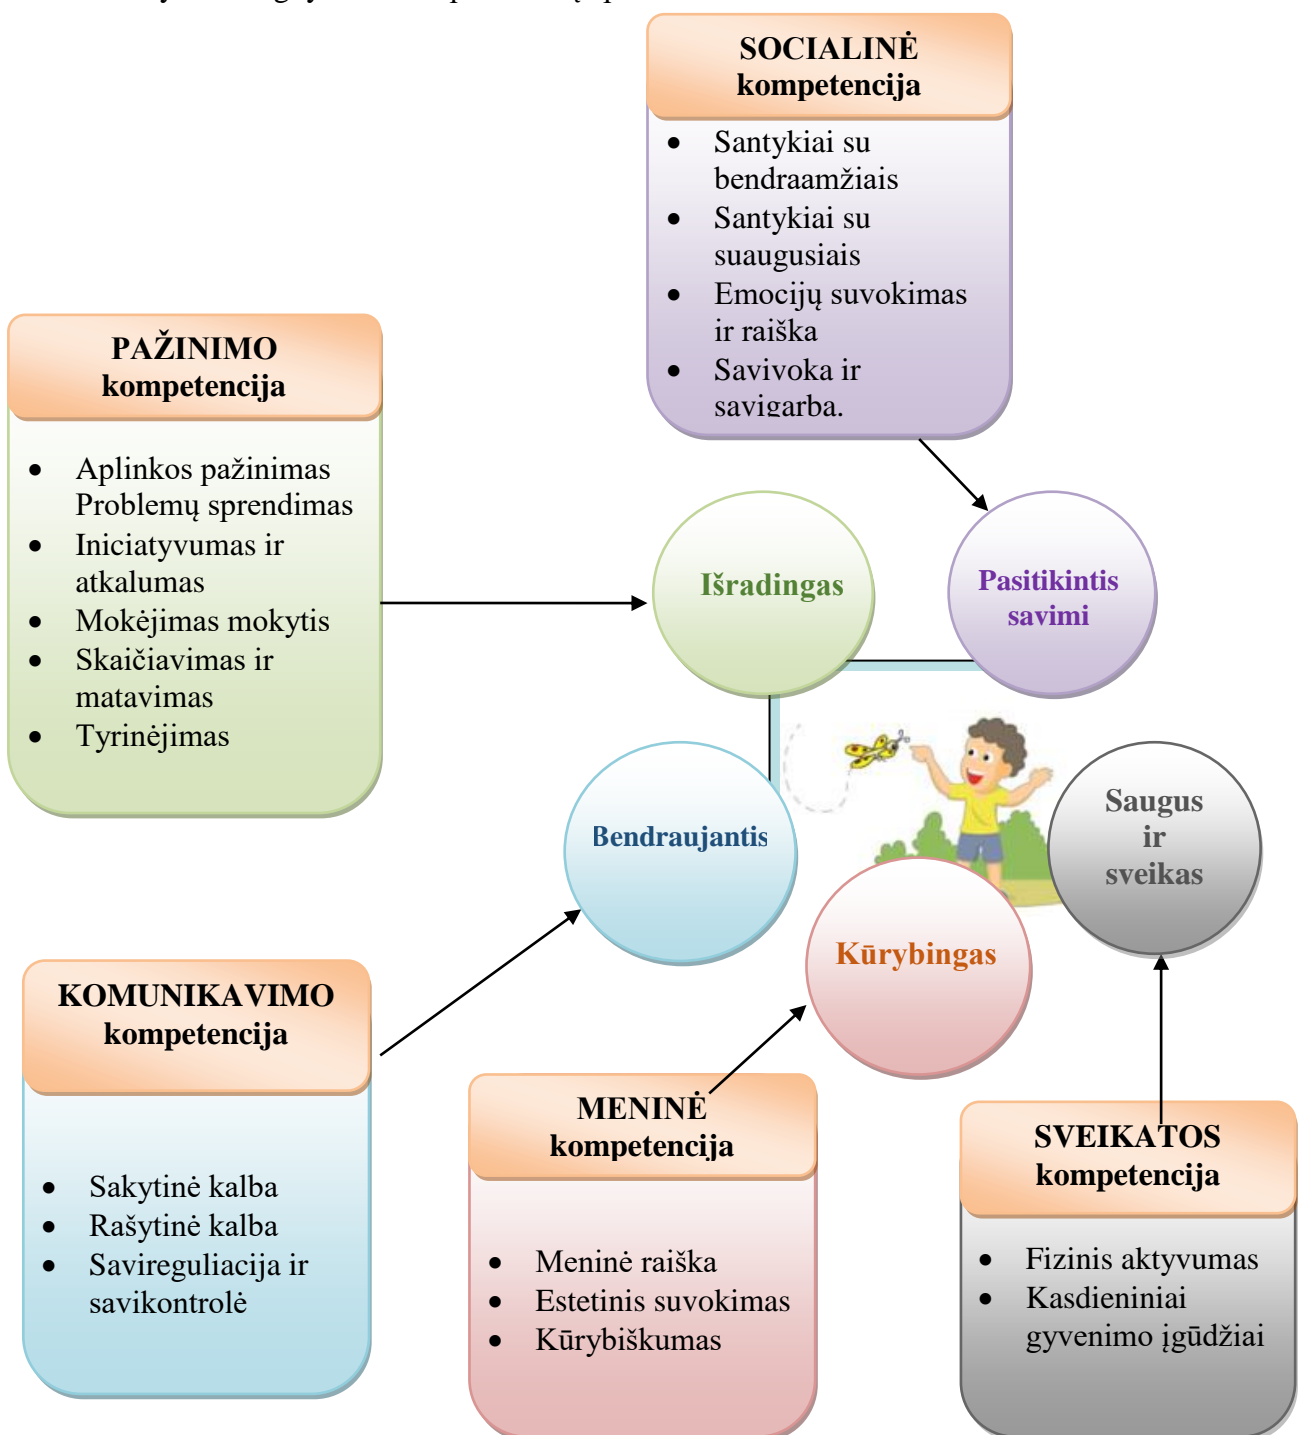 SOCIALINĖ
kompetencija
• Santykiai su
bendraamžiais
• Santykiai su
suaugusiais
• Emocijų suvokimas
ir raiška
• Savivoka ir
savigarba.
PAŽINIMO
kompetencija
• Aplinkos pažinimas
Problemų sprendimas
• Iniciatyvumas ir
atkalumas
• Mokėjimas mokytis
• Skaičiavimas ir
matavimas
• Tyrinėjimas
Išradingas
Pasitikintis
savimi
Bendraujantis
Saugus
ir
sveikas
Kūrybingas
KOMUNIKAVIMO
kompetencija
• Sakytinė kalba
• Rašytinė kalba
• Savireguliacija ir
savikontrolė
MENINĖ
kompetencija
• Meninė raiška
• Estetinis suvokimas
• Kūrybiškumas
SVEIKATOS
kompetencija
• Fizinis aktyvumas
• Kasdieniniai
gyvenimo įgūdžiai